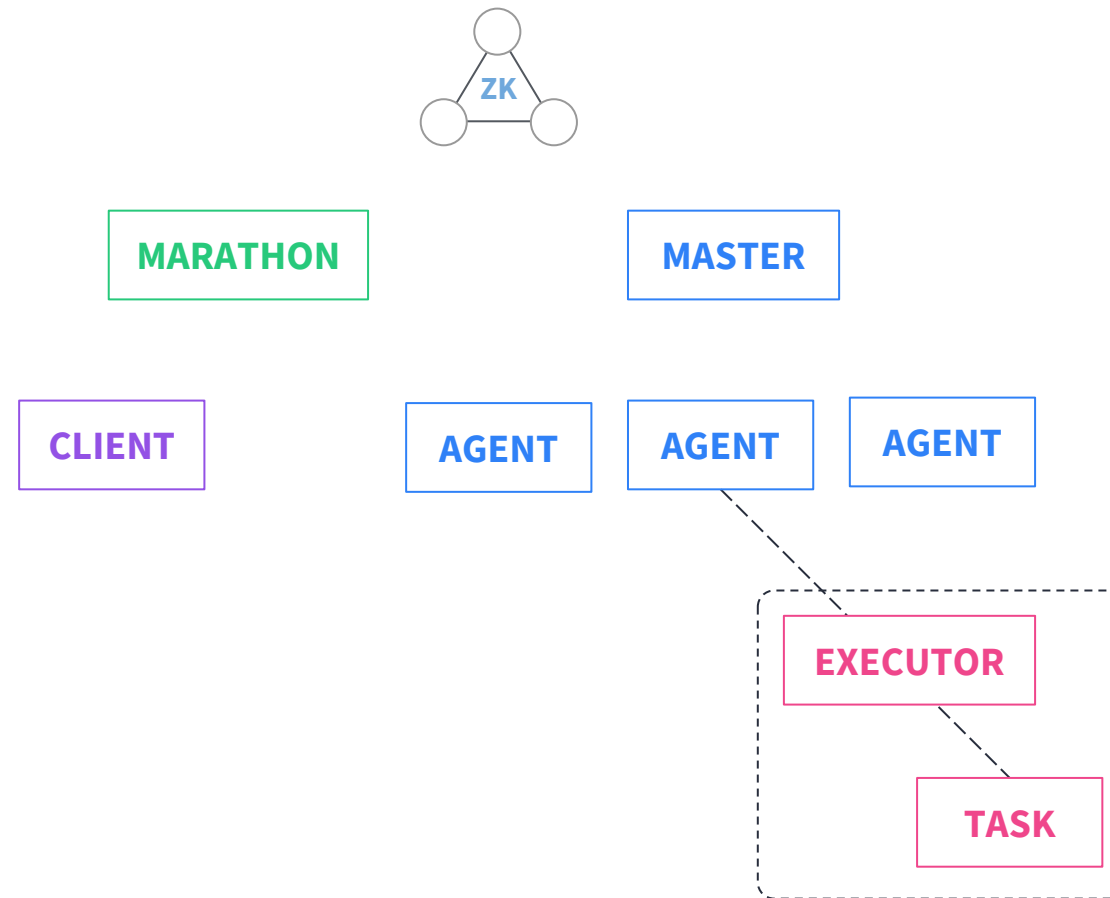 ZK
MARATHON
MASTER
CLIENT
AGENT
AGENT
AGENT
EXECUTOR
TASK